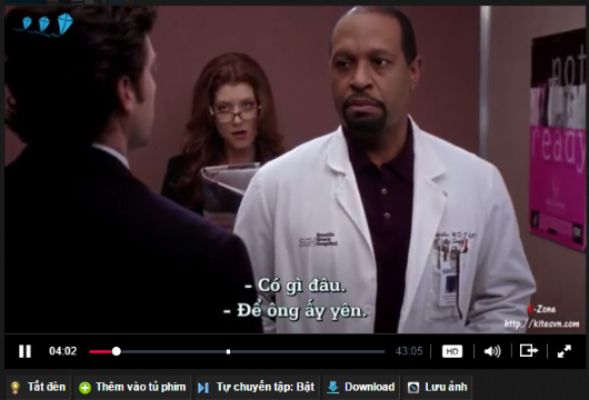 not
ready
SGH Seattle
Grace
Hospital
- Có gì đâu.
- Để ông ấy yên.
-Zone
http://kitesvn.com
04:02
43:05
HD
Tắt đèn
Thêm vào tủ phim
Tự chuyển tập: Bật
Download
Lưu ảnh